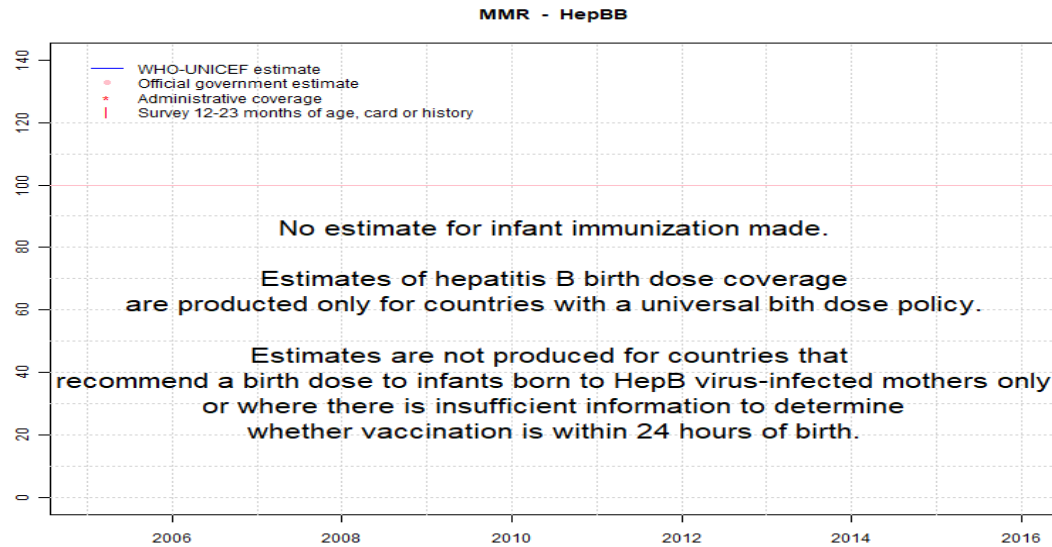 MMR - HepBB
140
120
100
80
60
40
20
0
WHO-UNICEF estimate
Official government estimate
Administrative coverage
Survey 12-23 months of age, card or history
No estimate for infant immunization made.
Estimates of hepatitis B birth dose coverage
are producted only for countries with a universal bith dose policy.
Estimates are not produced for countries that
recommend a birth dose to infants born to HepB virus-infected mothers only
or where there is insufficient information to determine
whether vaccination is within 24 hours of birth.
2006 2008 2010 2012 2014 2016